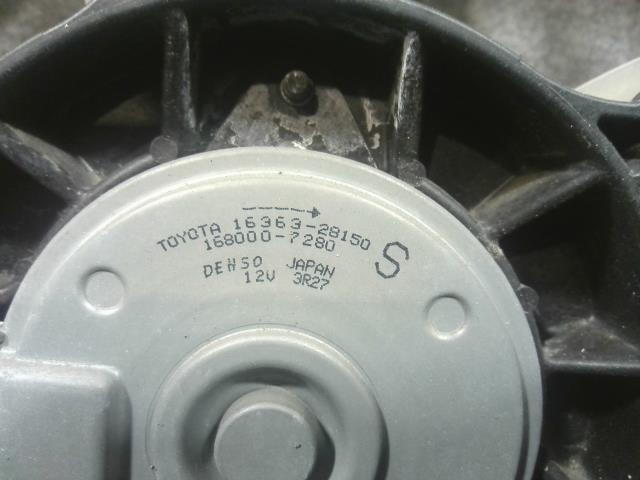 TOYOTA 16363-28150
168000-7280
S
DENSO JAPAN
12V 3R27